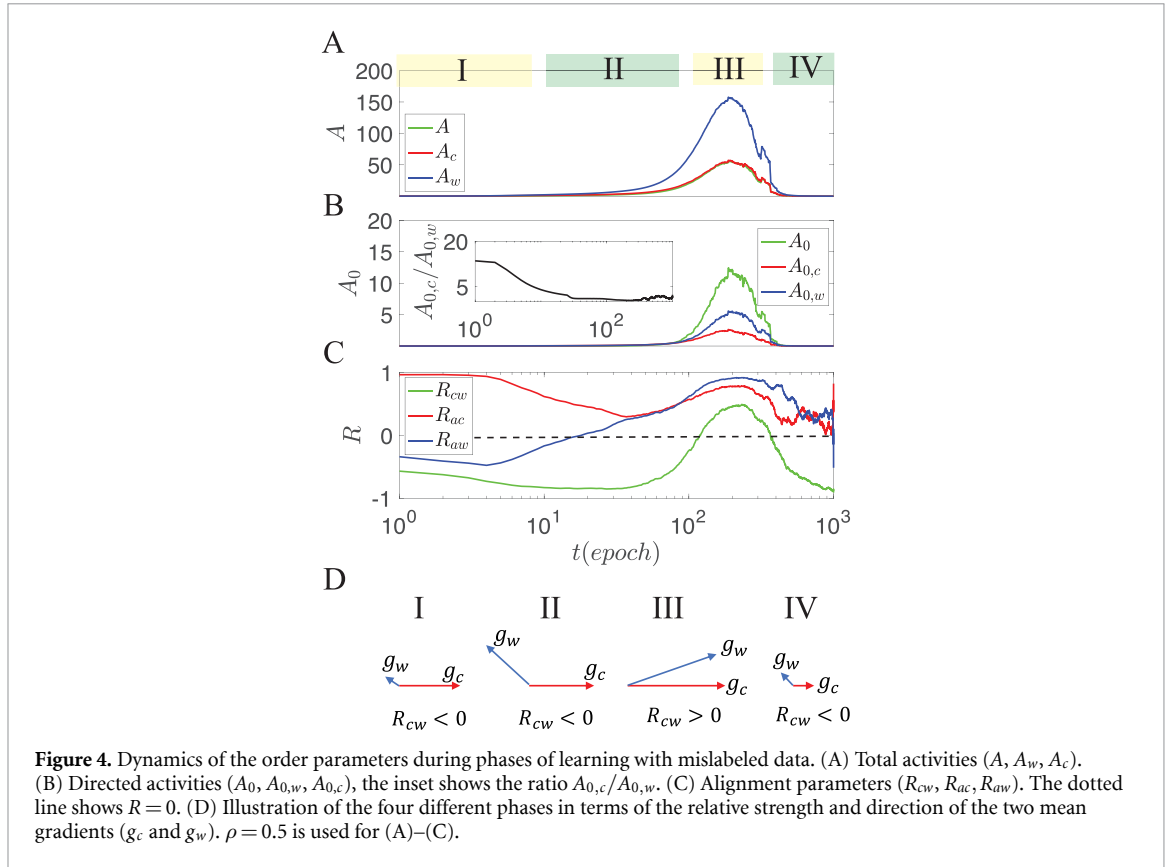 A
I II III IV
200
150
100
50
A
A
A_c
A_w
B
20
15
10
5
A_0
A_{0,c}/A_{0,w}
20
5
10^0 10^2
A_0
A_{0,c}
A_{0,w}
C
1
0
-1
R
R_{cw}
R_{ac}
R_{aw}
10^0 10^1 10^2 10^3
t(epoch)
D
I II III IV
g_w g_c
R_{cw} < 0
g_w g_c
R_{cw} < 0
g_w g_c
R_{cw} > 0
g_w g_c
R_{cw} < 0
Figure 4. Dynamics of the order parameters during phases of learning with mislabeled data. (A) Total activities (A, A_w, A_c).
(B) Directed activities (A_0, A_{0,w}, A_{0,c}), the inset shows the ratio A_{0,c}/A_{0,w}. (C) Alignment parameters (R_{cw}, R_{ac}, R_{aw}). The dotted
line shows R = 0. (D) Illustration of the four different phases in terms of the relative strength and direction of the two mean
gradients (g_c and g_w). ρ = 0.5 is used for (A)–(C).